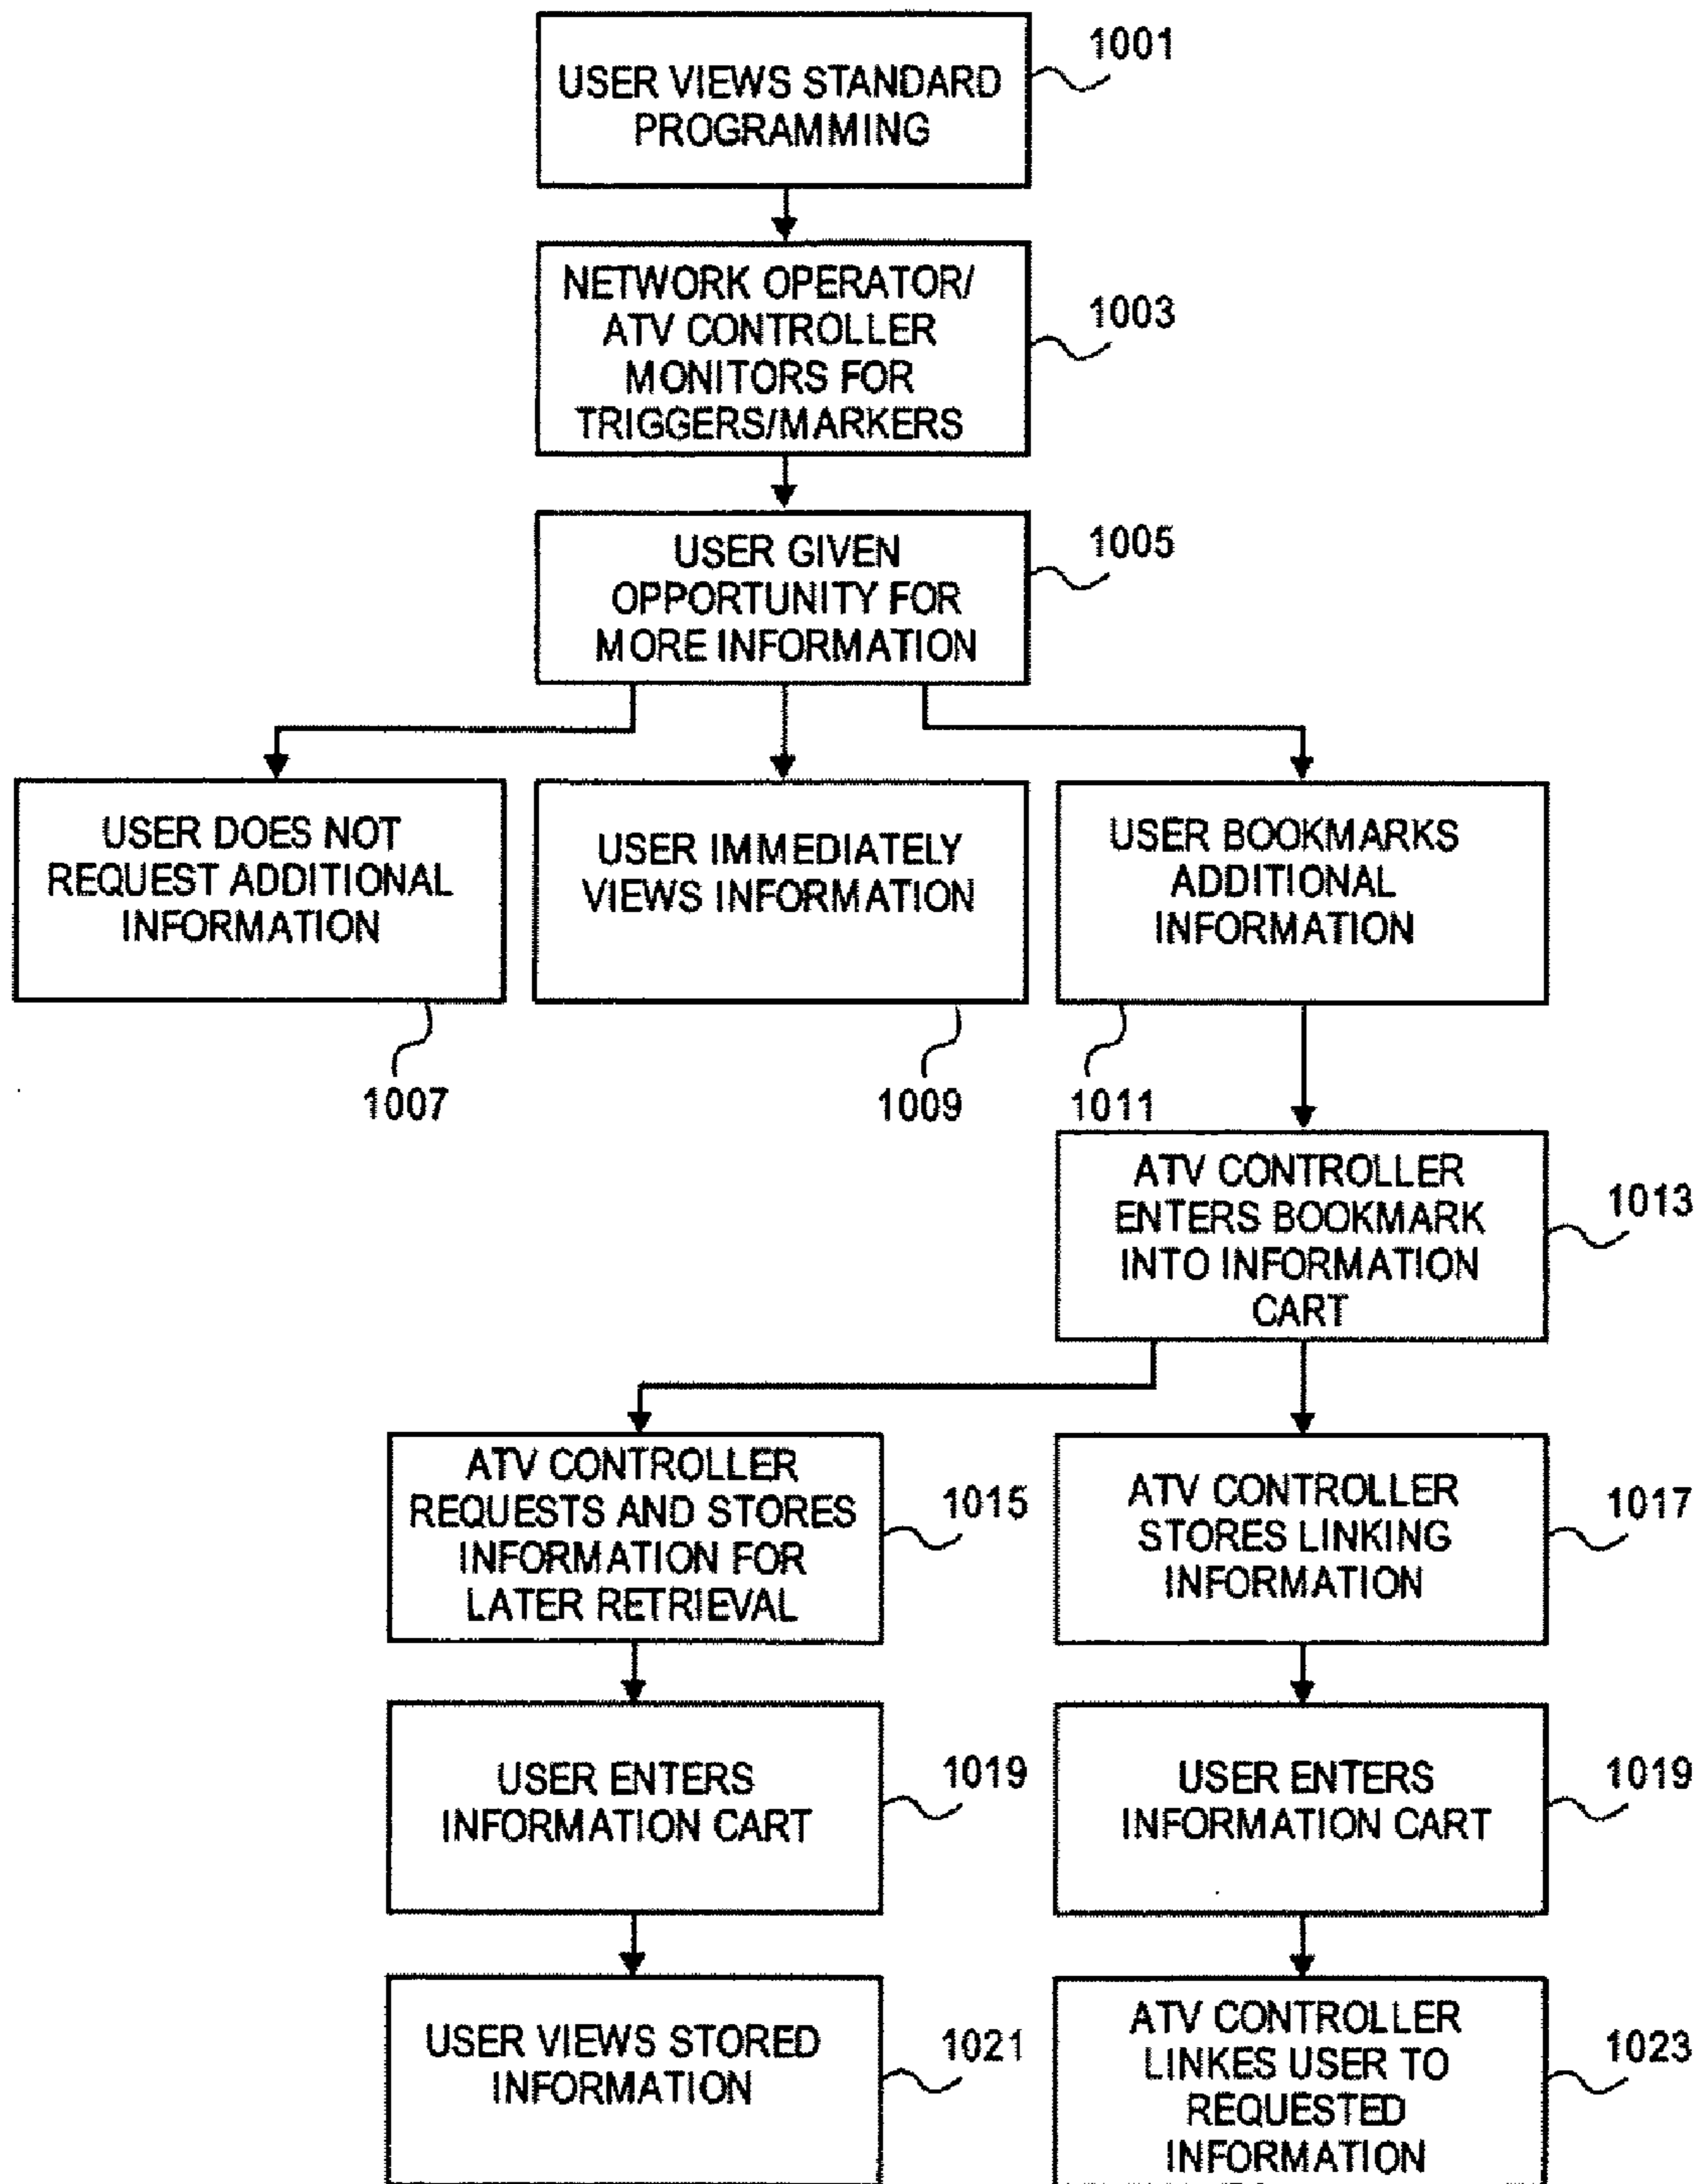 USER VIEWS STANDARD
PROGRAMMING
1001
NETWORK OPERATOR/
ATV CONTROLLER
MONITORS FOR
TRIGGERS/MARKERS
1003
USER GIVEN
OPPORTUNITY FOR
MORE INFORMATION
1005
USER DOES NOT
REQUEST ADDITIONAL
INFORMATION
1007
USER IMMEDIATELY
VIEWS INFORMATION
1009
USER BOOKMARKS
ADDITIONAL
INFORMATION
1011
ATV CONTROLLER
ENTERS BOOKMARK
INTO INFORMATION
CART
1013
ATV CONTROLLER
REQUESTS AND STORES
INFORMATION FOR
LATER RETRIEVAL
1015
ATV CONTROLLER
STORES LINKING
INFORMATION
1017
USER ENTERS
INFORMATION CART
1019
USER ENTERS
INFORMATION CART
1019
USER VIEWS STORED
INFORMATION
1021
ATV CONTROLLER
LINKES USER TO
REQUESTED
INFORMATION
1023